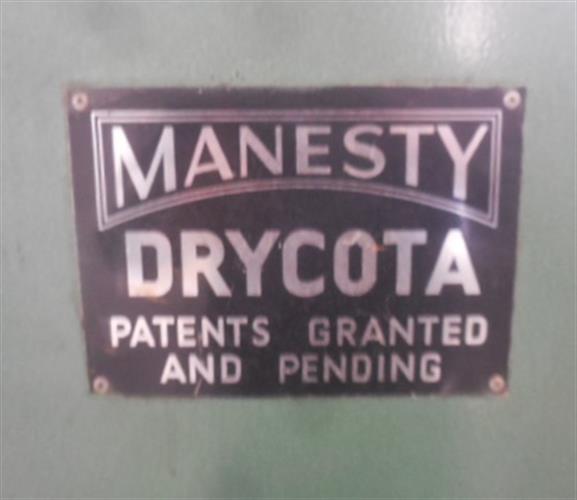 MANESTY
DRYCOTA
PATENTS GRANTED
AND PENDING